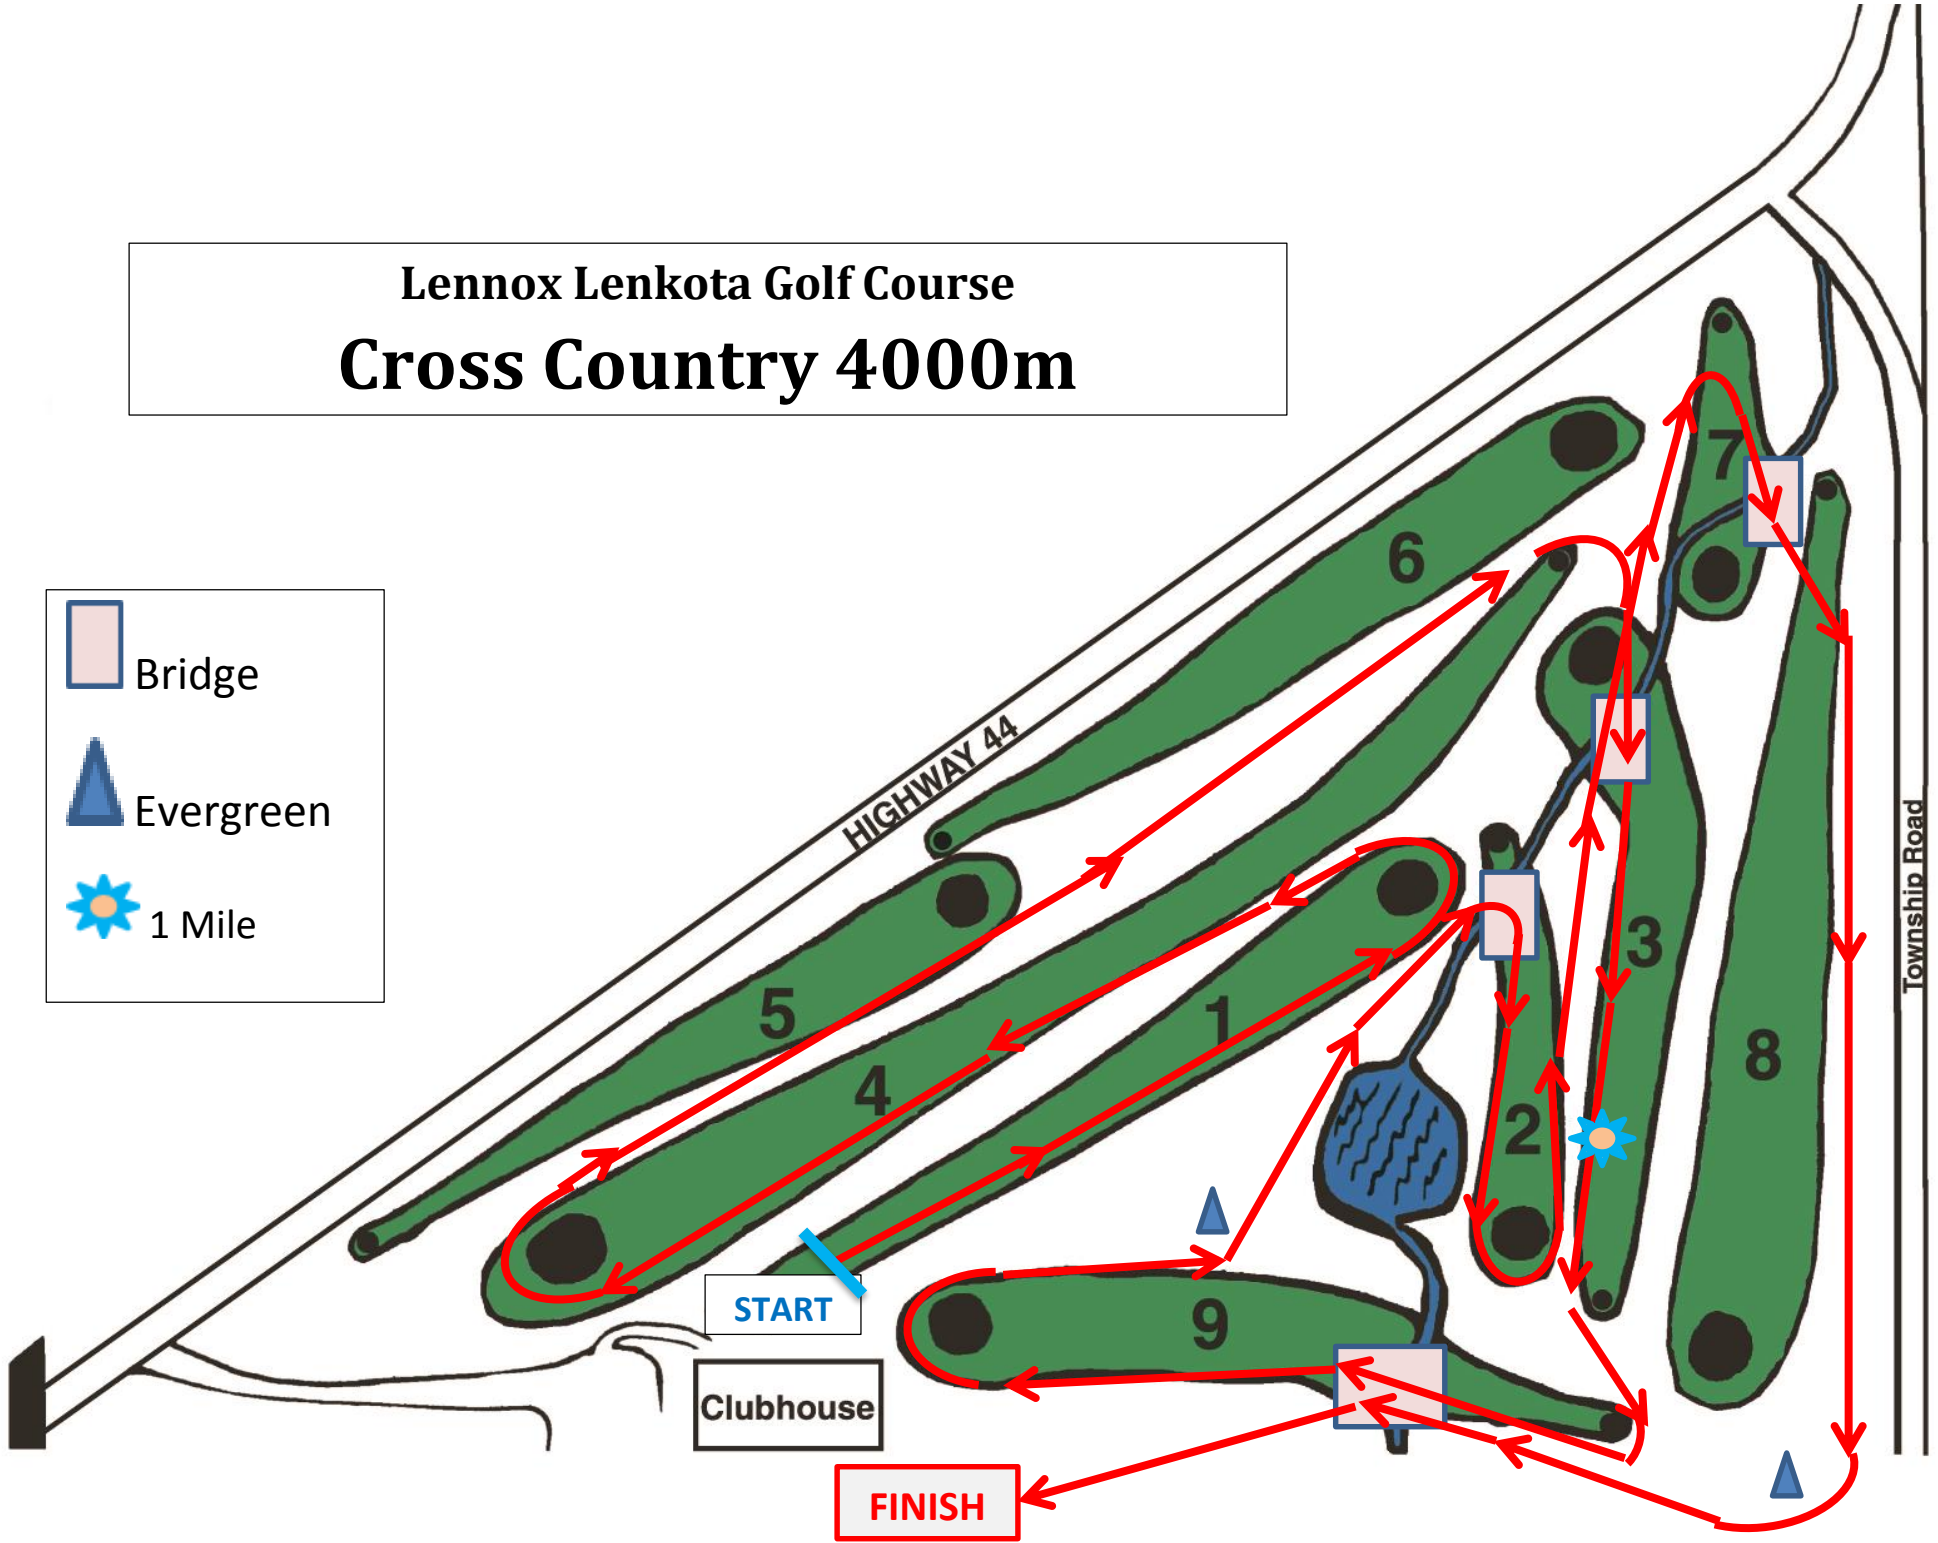 Lennox Lenkota Golf Course
Cross Country 4000m
Bridge
Evergreen
1 Mile
HIGHWAY 44
Township Road
7
6
3
5
1
8
4
2
9
START
Clubhouse
FINISH